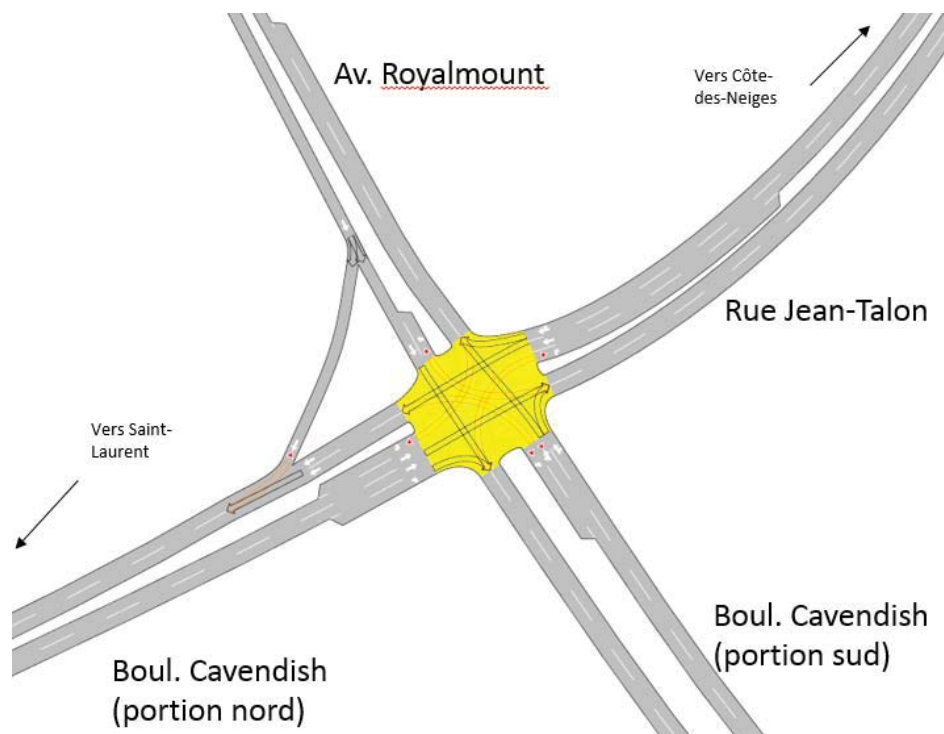 Av. Royalmount
Vers Côte-
des-Neiges
Rue Jean-Talon
Vers Saint-
Laurent
Boul. Cavendish
(portion sud)
Boul. Cavendish
(portion nord)